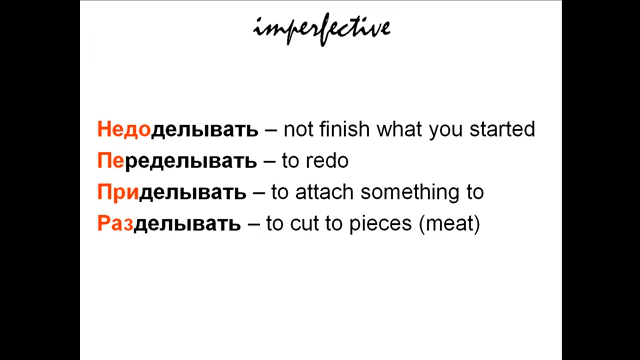 imperfective
Недоделывать – not finish what you started
Переделывать – to redo
Приделывать – to attach something to
Разделывать – to cut to pieces (meat)